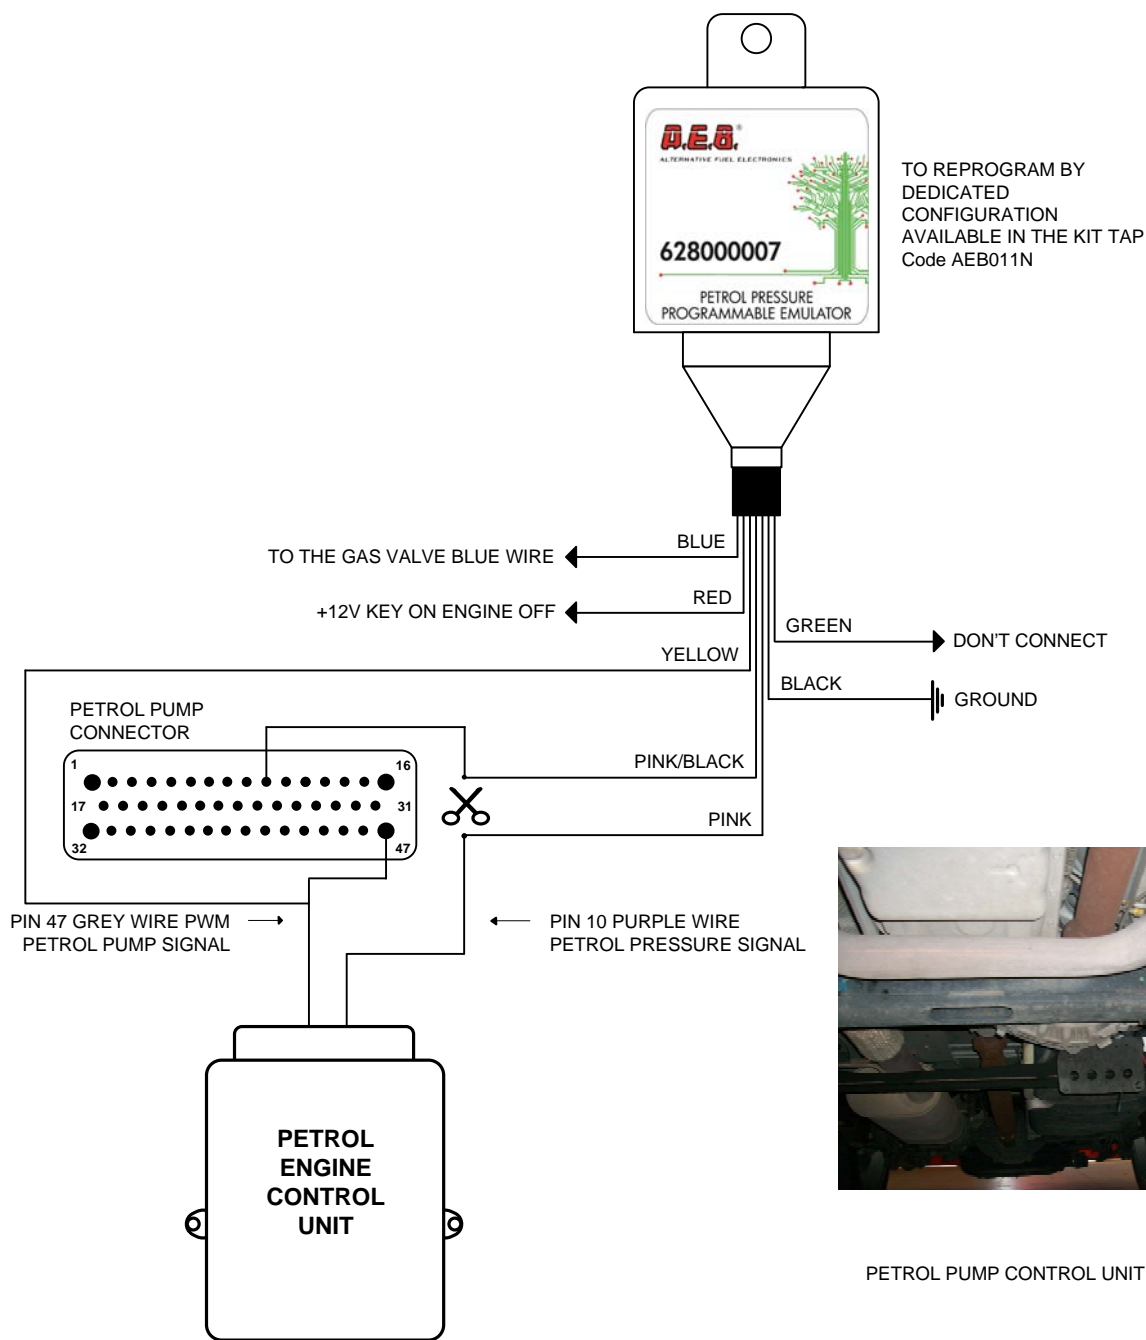 A.E.B.®
ALTERNATIVE FUEL ELECTRONICS
628000007
PETROL PRESSURE
PROGRAMMABLE EMULATOR
TO REPROGRAM BY
DEDICATED
CONFIGURATION
AVAILABLE IN THE KIT TAP
Code AEB011N
BLUE
TO THE GAS VALVE BLUE WIRE
RED
+12V KEY ON ENGINE OFF
GREEN
DON'T CONNECT
YELLOW
BLACK
GROUND
PETROL PUMP
CONNECTOR
PINK/BLACK
1
16
17
31
32
47
PINK
PIN 47 GREY WIRE PWM
PETROL PUMP SIGNAL
PIN 10 PURPLE WIRE
PETROL PRESSURE SIGNAL
PETROL
ENGINE
CONTROL
UNIT
PETROL PUMP CONTROL UNIT